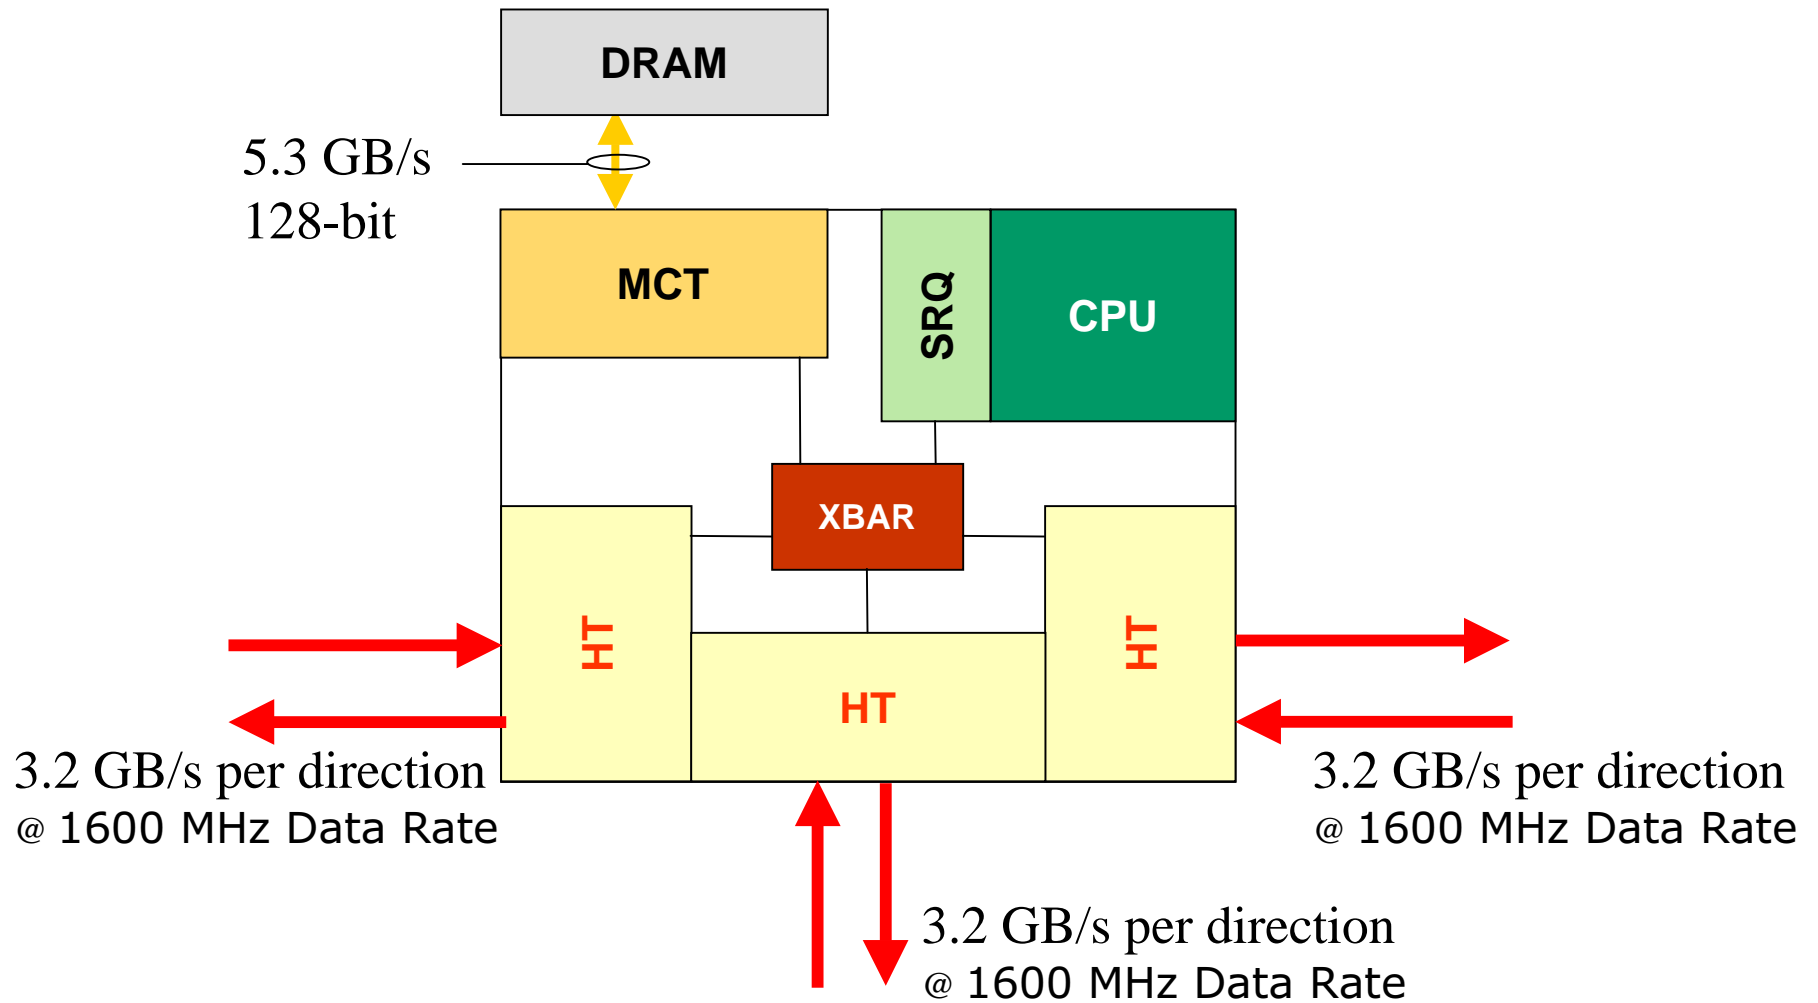 DRAM
5.3 GB/s
128-bit
MCT
SRQ
CPU
XBAR
HT
HT
HT
3.2 GB/s per direction
@ 1600 MHz Data Rate
3.2 GB/s per direction
@ 1600 MHz Data Rate
3.2 GB/s per direction
@ 1600 MHz Data Rate